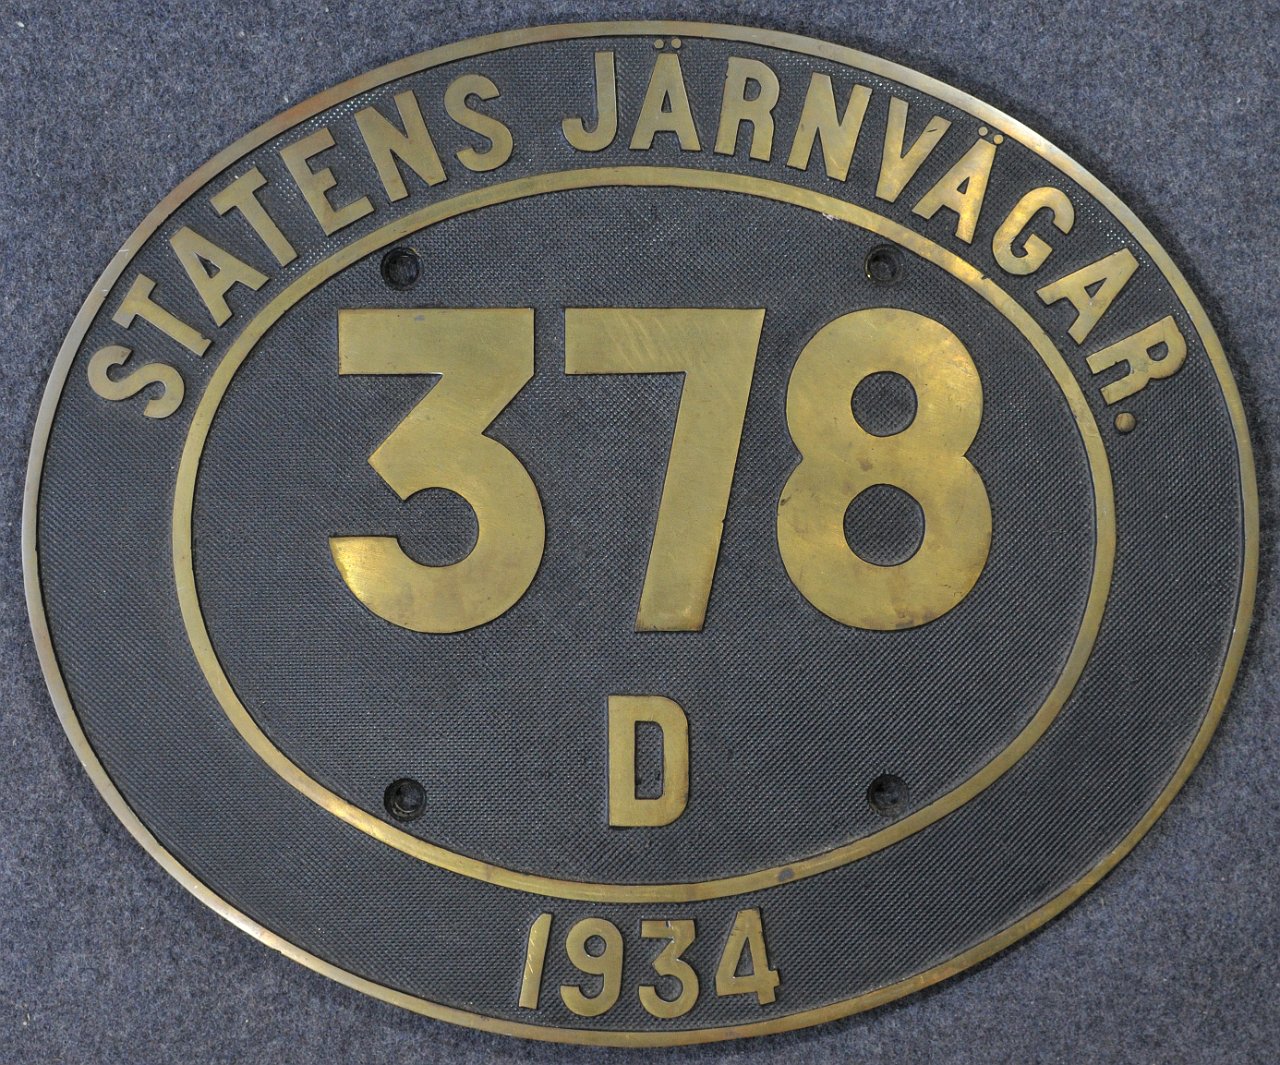 STATENS JÄRNVÄGAR.
378
D
1934